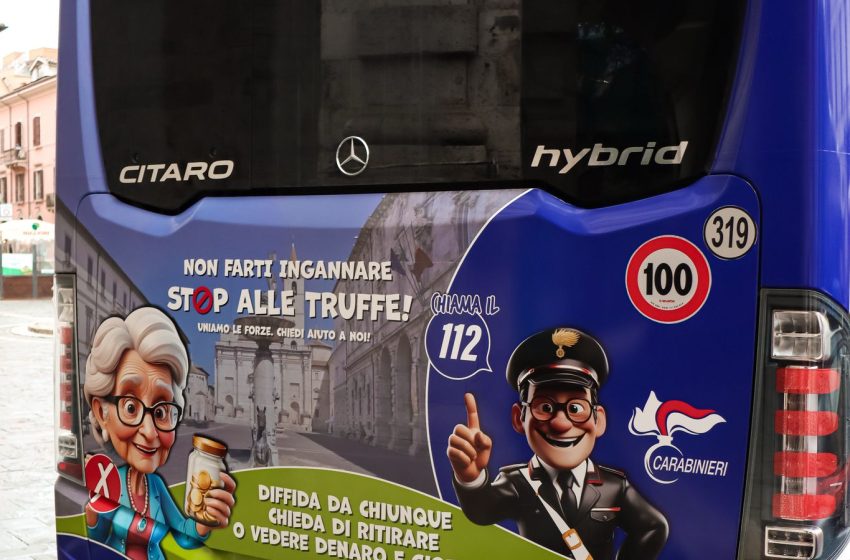 CITARO
hybrid
319
100
NON FARTI INGANNARE
STOP ALLE TRUFFE!
UNIAMO LE FORZE. CHIEDI AIUTO A NOI!
CHIAMA IL
112
X
CARABINIERI
DIFFIDA DA CHIUNQUE
CHIEDA DI RITIRARE
O VEDERE DENARO E